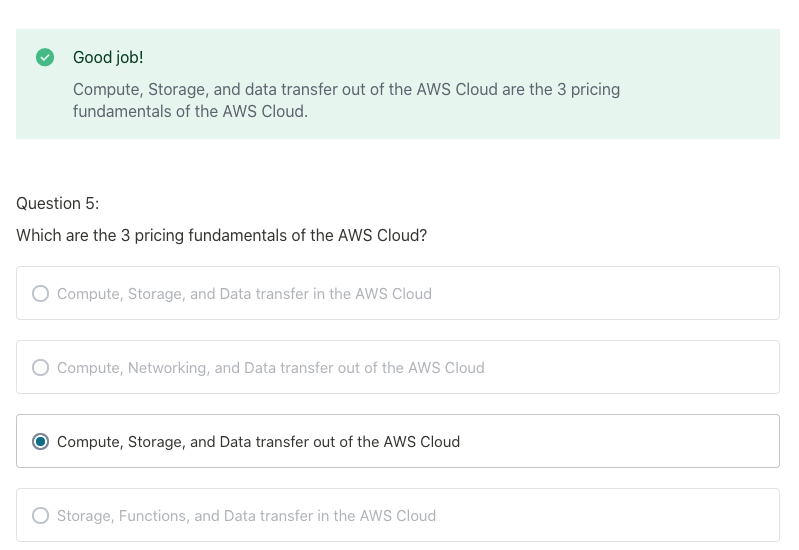 Good job!
Compute, Storage, and data transfer out of the AWS Cloud are the 3 pricing
fundamentals of the AWS Cloud.
Question 5:
Which are the 3 pricing fundamentals of the AWS Cloud?
Compute, Storage, and Data transfer in the AWS Cloud
Compute, Networking, and Data transfer out of the AWS Cloud
Compute, Storage, and Data transfer out of the AWS Cloud
Storage, Functions, and Data transfer in the AWS Cloud